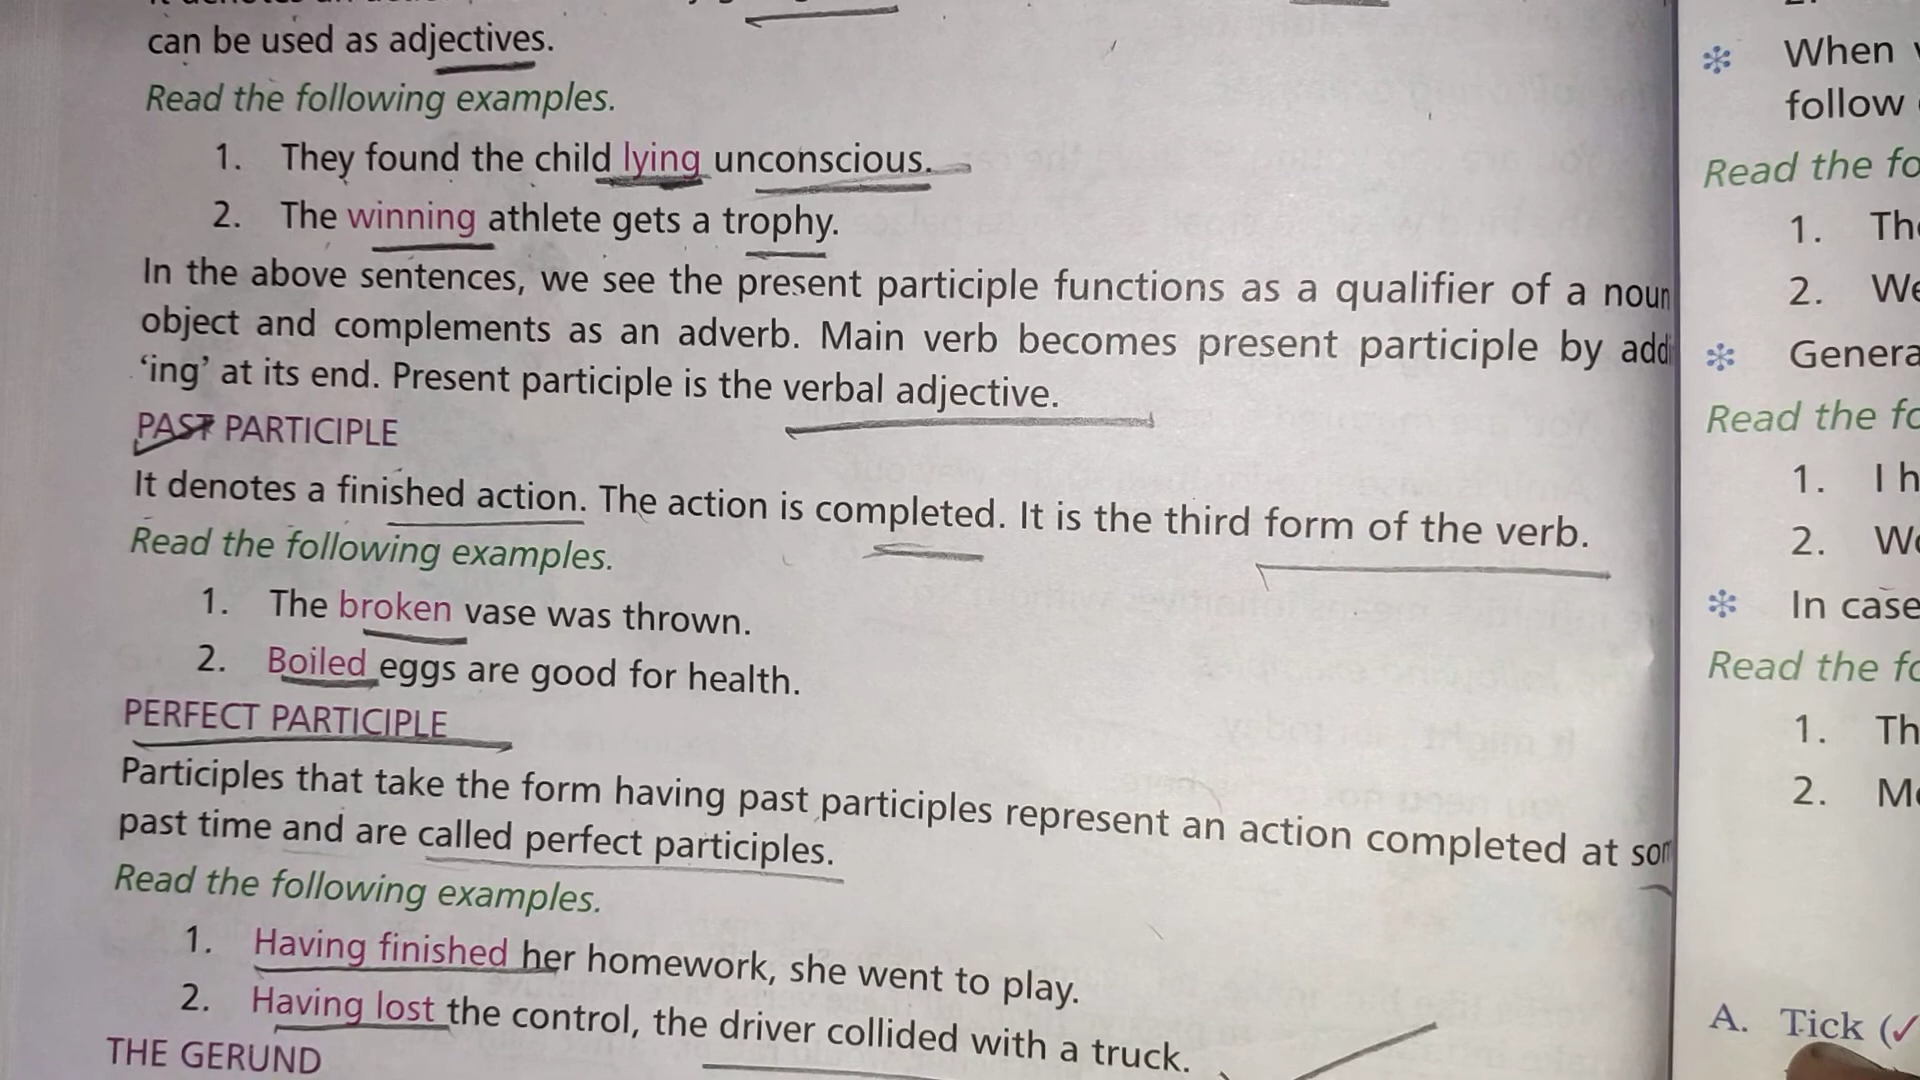 can be used as adjectives.
Read the following examples.
1. They found the child lying unconscious.
2. The winning athlete gets a trophy.
In the above sentences, we see the present participle functions as a qualifier of a noun
object and complements as an adverb. Main verb becomes present participle by add
‘ing’ at its end. Present participle is the verbal adjective.
PAST PARTICIPLE
It denotes a finished action. The action is completed. It is the third form of the verb.
Read the following examples.
1. The broken vase was thrown.
2. Boiled eggs are good for health.
PERFECT PARTICIPLE
Participles that take the form having past participles represent an action completed at
past time and are called perfect participles.
Read the following examples.
1. Having finished her homework, she went to play.
2. Having lost the control, the driver collided with a truck.
THE GERUND
When
follow
Read the fo
1. The
2. We
Genera
Read the fo
1. I h
2. We
In case
Read the fo
1. Th
2. Me
A. Tick (✓